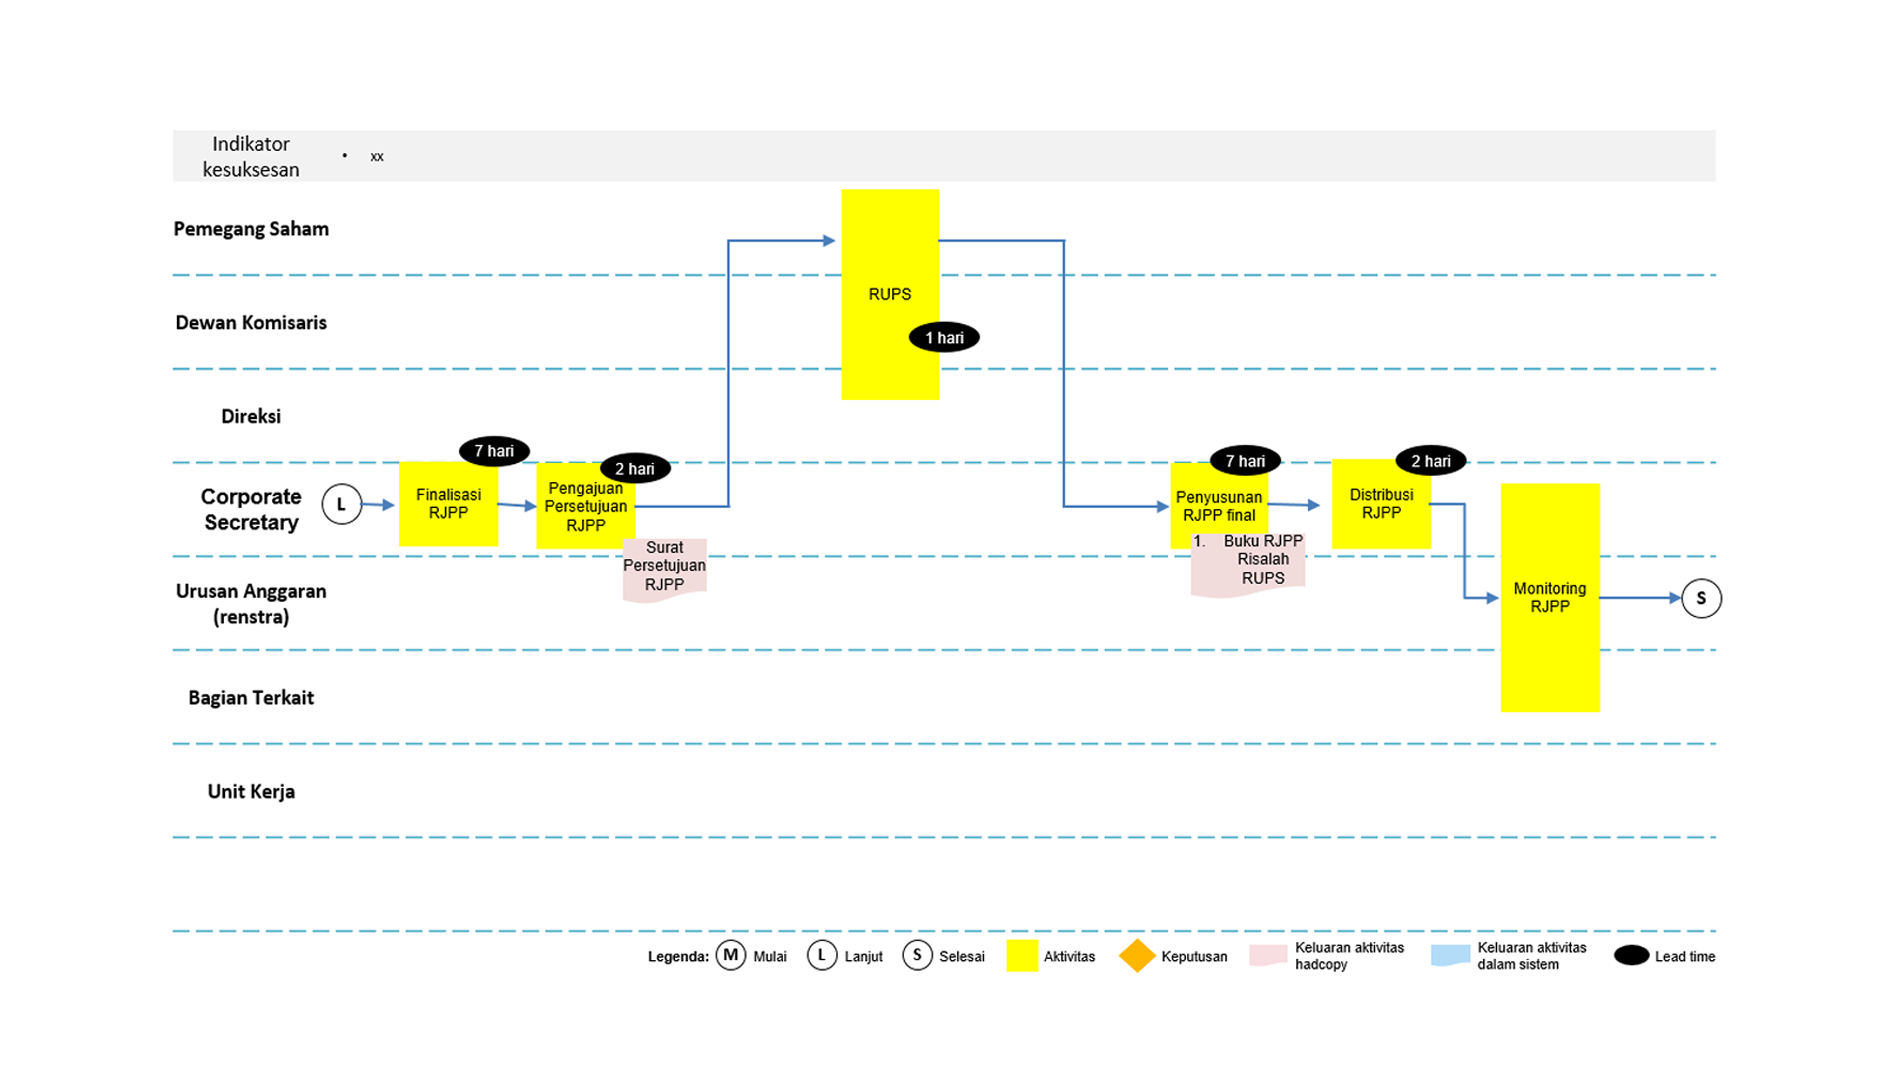 Indikator
kesuksesan
• xx
Pemegang Saham
RUPS
Dewan Komisaris
1 hari
Direksi
7 hari
2 hari
7 hari
2 hari
Corporate
Secretary
L
Finalisasi
RJPP
Pengajuan
Persetujuan
RJPP
Penyusunan
RJPP final
Distribusi
RJPP
Surat
Persetujuan
RJPP
1. Buku RJPP
Risalah
RUPS
Urusan Anggaran
(renstra)
Monitoring
RJPP
S
Bagian Terkait
Unit Kerja
Legenda: M Mulai L Lanjut S Selesai Aktivitas Keputusan
Keluaran aktivitas
hadcopy
Keluaran aktivitas
dalam sistem
Lead time